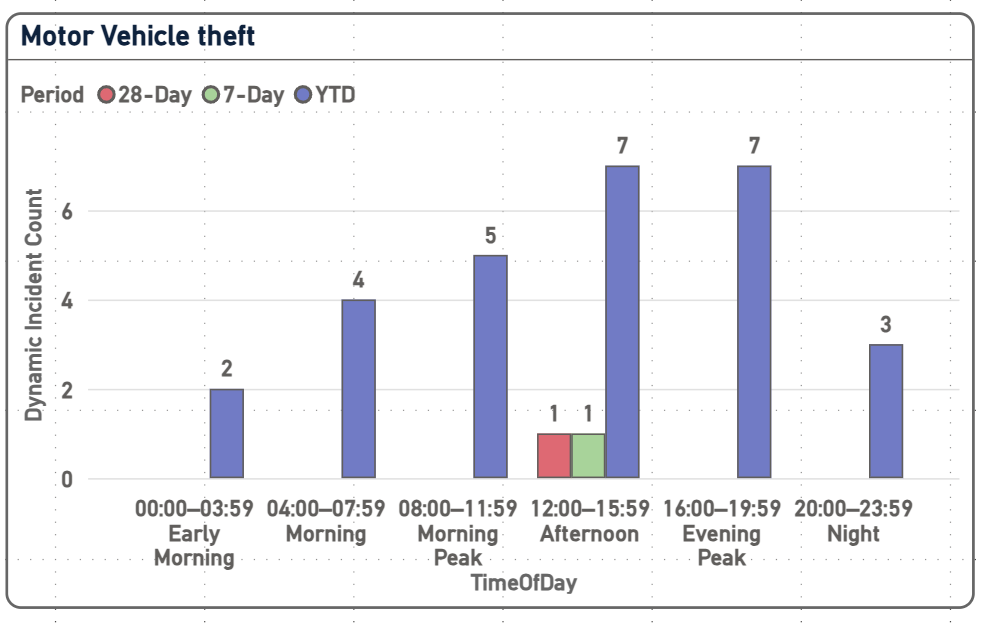 Motor Vehicle theft
Period 28-Day 7-Day YTD
Dynamic Incident Count
6
4
2
0
2
4
5
1
1
7
7
3
00:00–03:59
Early
Morning
04:00–07:59
Morning
08:00–11:59
Morning
Peak
12:00–15:59
Afternoon
16:00–19:59
Evening
Peak
20:00–23:59
Night
TimeOfDay